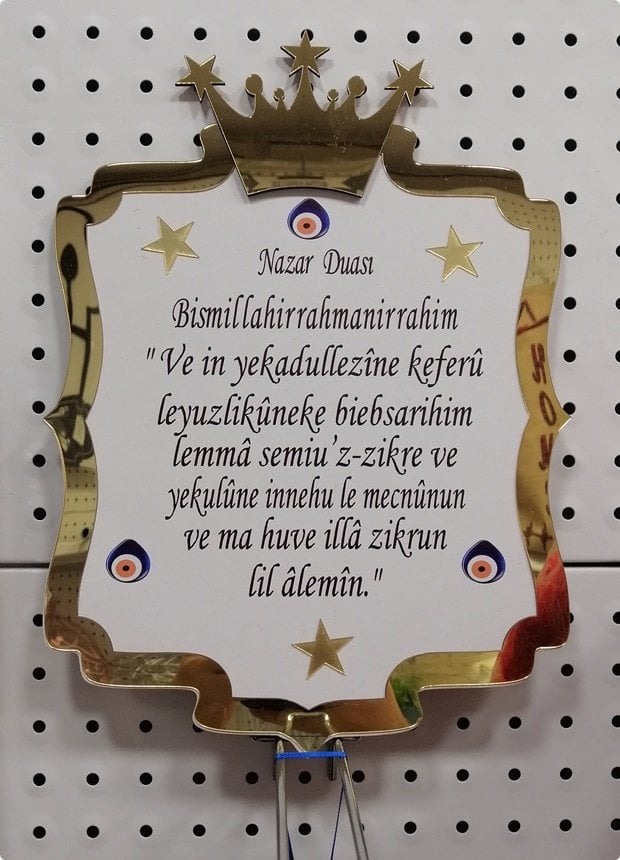 Nazar Duası
Bismillahirrahmanirrahim
"Ve in yekadullezîne keferû
leyuzlikûneke biebsarihim
lemmâ semiu'z-zikre ve
yekulûne innehu le mecnûnun
ve ma huve illâ zikrun
lil âlemîn."